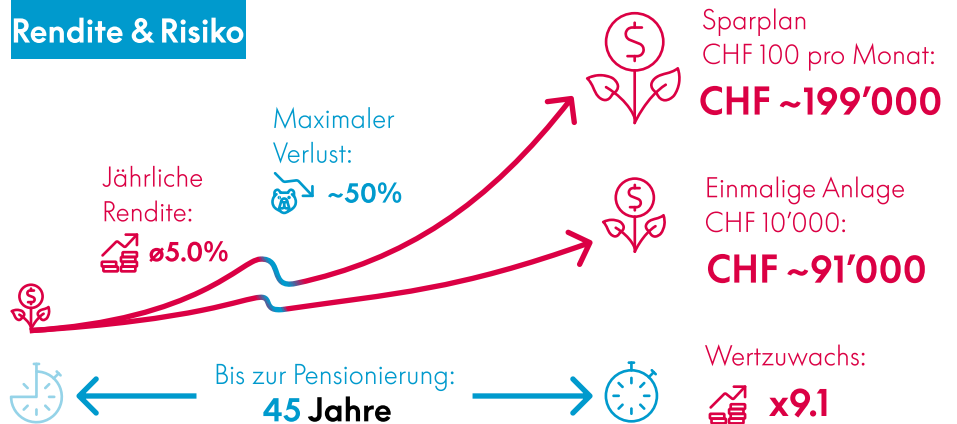 Rendite & Risiko
Sparplan
CHF 100 pro Monat:
CHF ~199’000
Maximaler
Verlust:
~50%
Jährliche
Rendite:
ø5.0%
Einmalige Anlage
CHF 10’000:
CHF ~91’000
Bis zur Pensionierung:
45 Jahre
Wertzuwachs:
x9.1